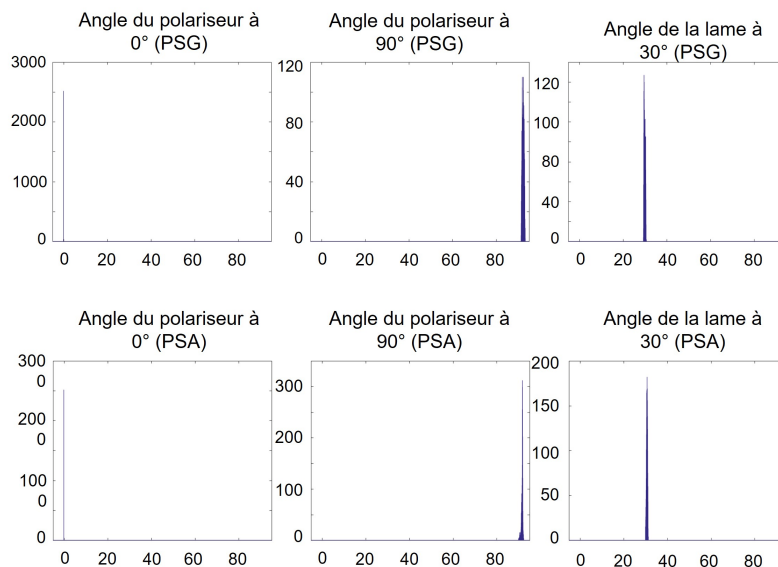 Angle du polariseur à
0° (PSG)
3000
2000
1000
0
0 20 40 60 80
Angle du polariseur à
90° (PSG)
120
80
40
0
0 20 40 60 80
Angle de la lame à
30° (PSG)
120
120
80
40
0
0 20 40 60 80
Angle du polariseur à
0° (PSA)
300
0
200
0
100
0
0
0 20 40 60 80
Angle du polariseur à
90° (PSA)
300
200
100
0
0 20 40 60 80
Angle de la lame à
30° (PSA)
200
150
100
50
0
0 20 40 60 80